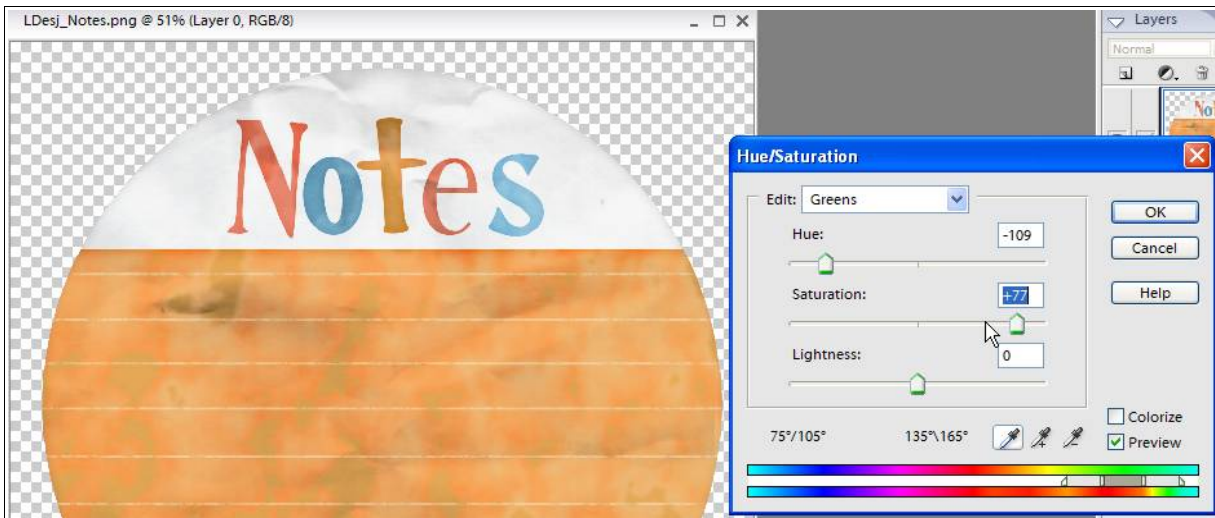 LDesj_Notes.png @ 51% (Layer 0, RGB/8)
Layers
Normal
Notes
No
Hue/Saturation
Edit: Greens
OK
Hue: -109
Cancel
Saturation: +77
Help
Lightness: 0
Colorize
75°/105° 135°\165°
Preview